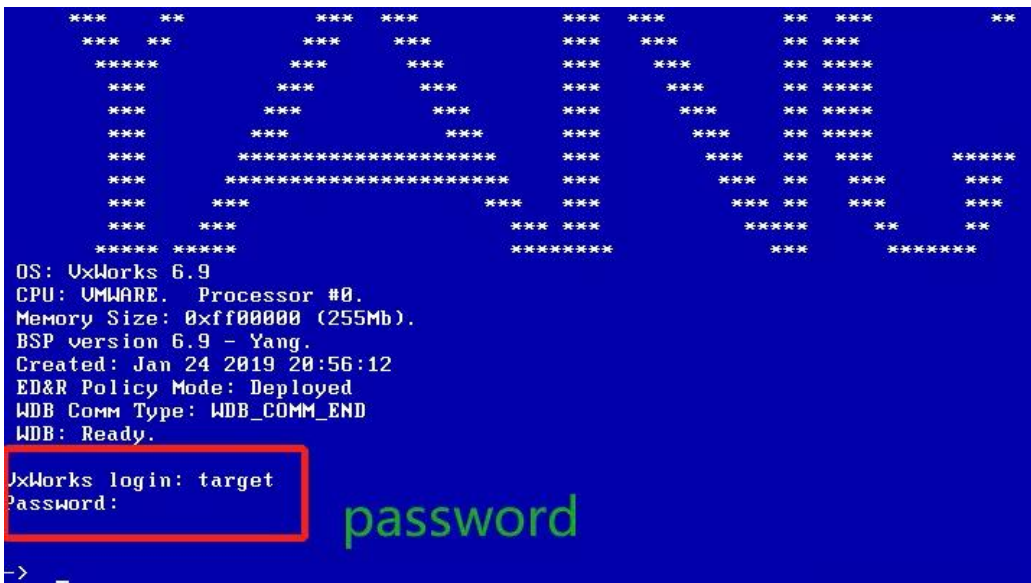 YANG
OS: VxWorks 6.9
CPU: VMWARE.  Processor #0.
Memory Size: 0xff00000 (255Mb).
BSP version 6.9 - Yang.
Created: Jan 24 2019 20:56:12
ED&R Policy Mode: Deployed
WDB Comm Type: WDB_COMM_END
WDB: Ready.
VxWorks login: target
Password:
password
-> _